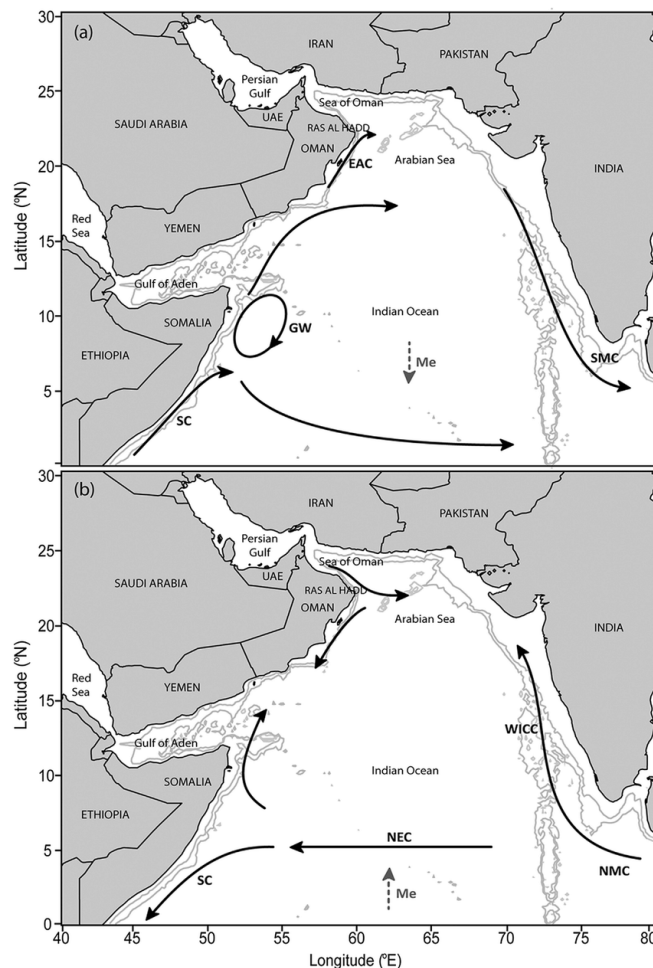 (a)
30
25
20
15
10
5
Latitude (ºN)
IRAN
PAKISTAN
Persian
Gulf
Sea of Oman
UAE
SAUDI ARABIA
RAS AL HADD
OMAN
Arabian Sea
EAC
INDIA
Red
Sea
YEMEN
Gulf of Aden
SOMALIA
Indian Ocean
GW
ETHIOPIA
Me
SMC
SC
(b)
30
25
20
15
10
5
0
Latitude (ºN)
IRAN
PAKISTAN
Persian
Gulf
Sea of Oman
UAE
SAUDI ARABIA
RAS AL HADD
OMAN
Arabian Sea
INDIA
Red
Sea
YEMEN
WICC
Gulf of Aden
SOMALIA
Indian Ocean
ETHIOPIA
NEC
SC
Me
NMC
40 45 50 55 60 65 70 75 80
Longitude (ºE)